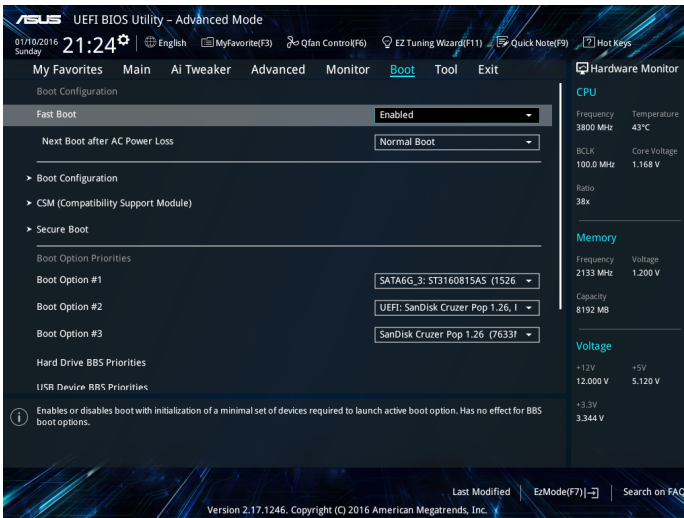 ASUS UEFI BIOS Utility – Advanced Mode
01/10/2016 Sunday 21:24 English MyFavorite(F3) Qfan Control(F6) EZ Tuning Wizard(F11) Quick Note(F9) ? Hot Keys
My Favorites Main Ai Tweaker Advanced Monitor Boot Tool Exit
Hardware Monitor
Boot Configuration
Fast Boot Enabled
Next Boot after AC Power Loss Normal Boot
> Boot Configuration
> CSM (Compatibility Support Module)
> Secure Boot
Boot Option Priorities
Boot Option #1 SATA6G_3: ST3160815AS (1526
Boot Option #2 UEFI: SanDisk Cruzer Pop 1.26, I
Boot Option #3 SanDisk Cruzer Pop 1.26 (7633
Hard Drive BBS Priorities
USB Device BBS Priorities
Enables or disables boot with initialization of a minimal set of devices required to launch active boot option. Has no effect for BBS
boot options.
CPU
Frequency Temperature
3800 MHz 43°C
BCLK Core Voltage
100.0 MHz 1.168 V
Ratio
38x
Memory
Frequency Voltage
2133 MHz 1.200 V
Capacity
8192 MB
Voltage
+12V +5V
12.000 V 5.120 V
+3.3V
3.344 V
Last Modified EzMode(F7) Search on FAQ
Version 2.17.1246. Copyright (C) 2016 American Megatrends, Inc.